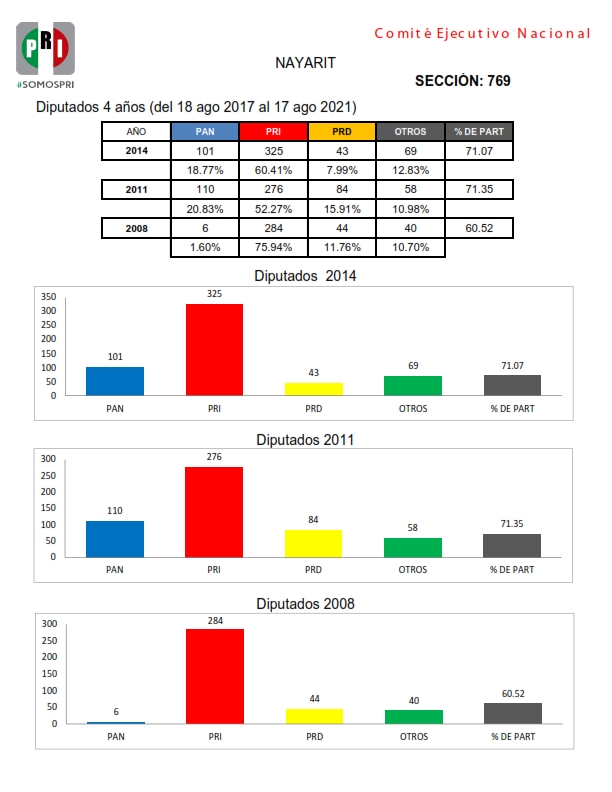 Comité Ejecutivo Nacional
PRI
#SOMOSPRI
NAYARIT
SECCIÓN: 769
Diputados 4 años (del 18 ago 2017 al 17 ago 2021)
AÑO PAN PRI PRD OTROS % DE PART
2014 101 325 43 69 71.07
18.77% 60.41% 7.99% 12.83%
2011 110 276 84 58 71.35
20.83% 52.27% 15.91% 10.98%
2008 6 284 44 40 60.52
1.60% 75.94% 11.76% 10.70%
Diputados 2014
350
300
250
200
150
100
50
0
101 325 43 69 71.07
PAN PRI PRD OTROS % DE PART
Diputados 2011
300
250
200
150
100
50
0
110 276 84 58 71.35
PAN PRI PRD OTROS % DE PART
Diputados 2008
300
250
200
150
100
50
0
6 284 44 40 60.52
PAN PRI PRD OTROS % DE PART